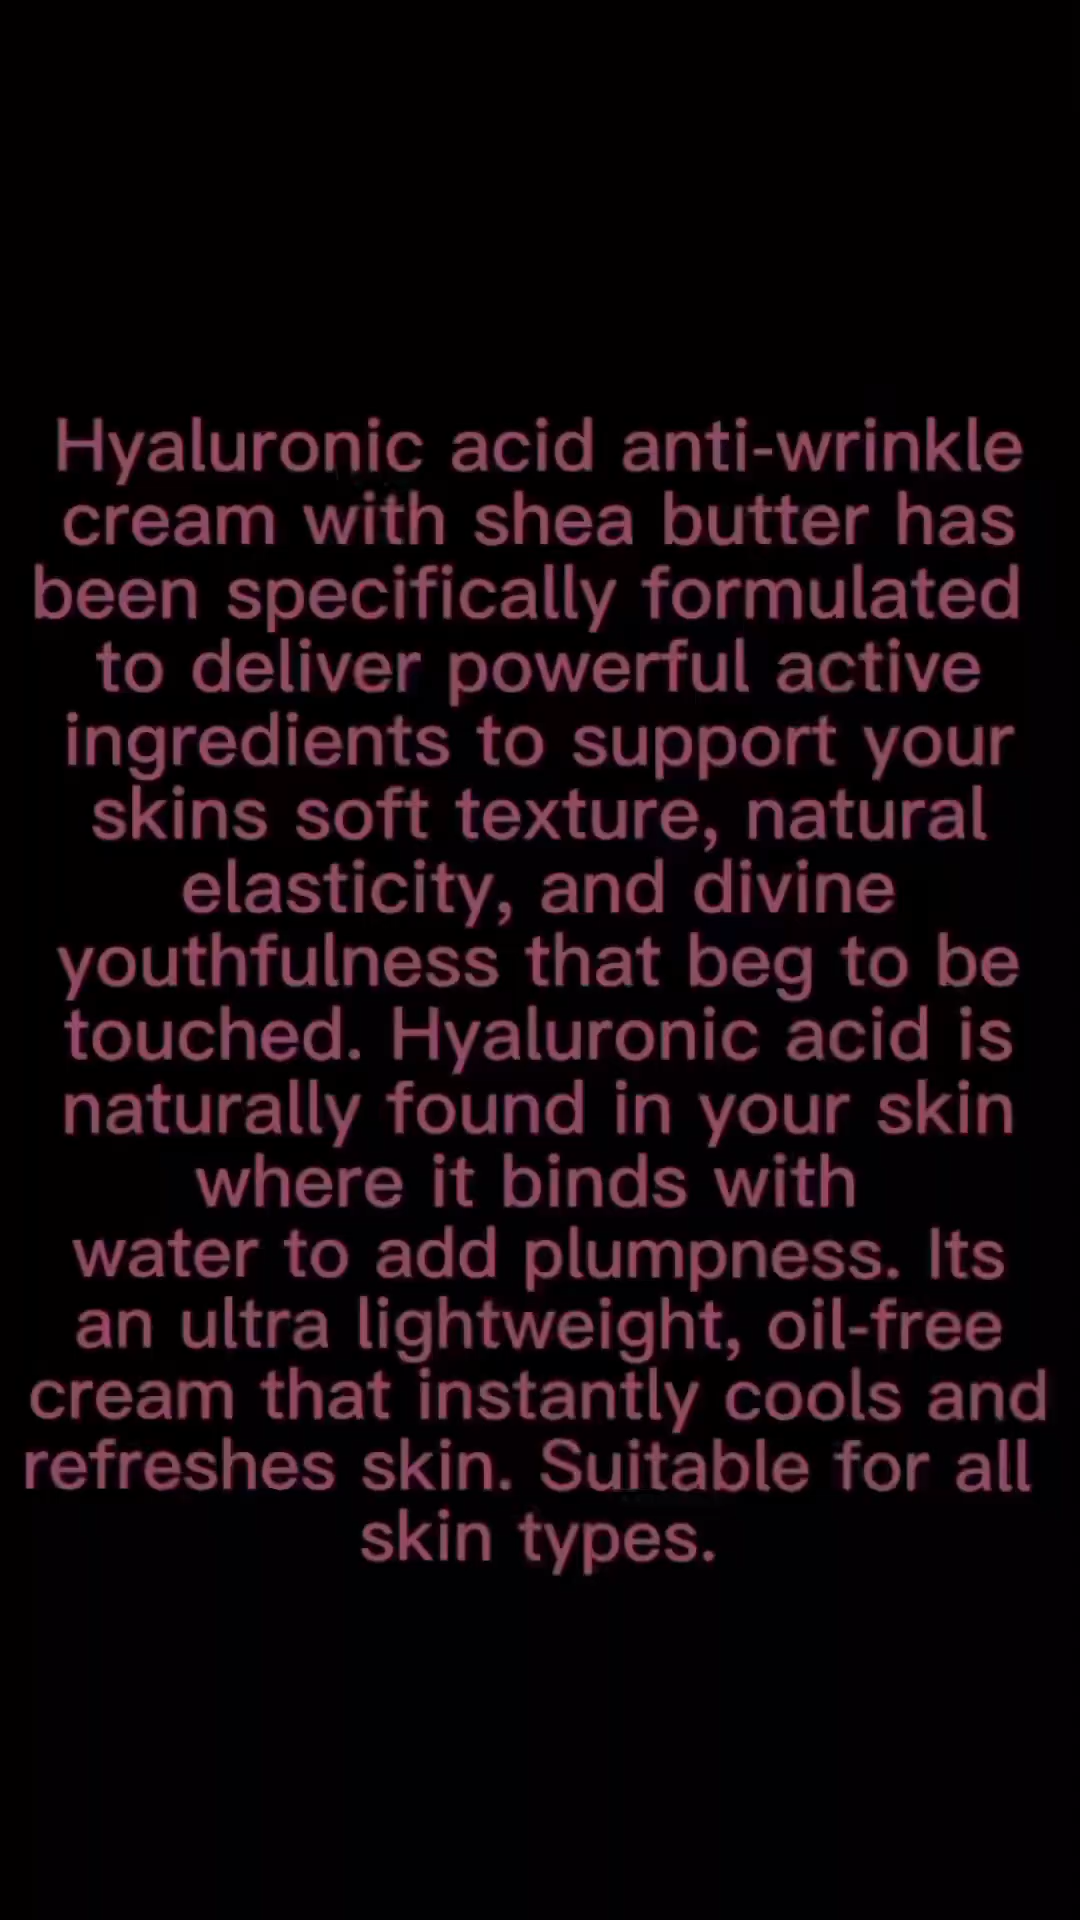 Hyaluronic acid anti-wrinkle
cream with shea butter has
been specifically formulated
to deliver powerful active
ingredients to support your
skins soft texture, natural
elasticity, and divine
youthfulness that beg to be
touched. Hyaluronic acid is
naturally found in your skin
where it binds with
water to add plumpness. Its
an ultra lightweight, oil-free
cream that instantly cools and
refreshes skin. Suitable for all
skin types.